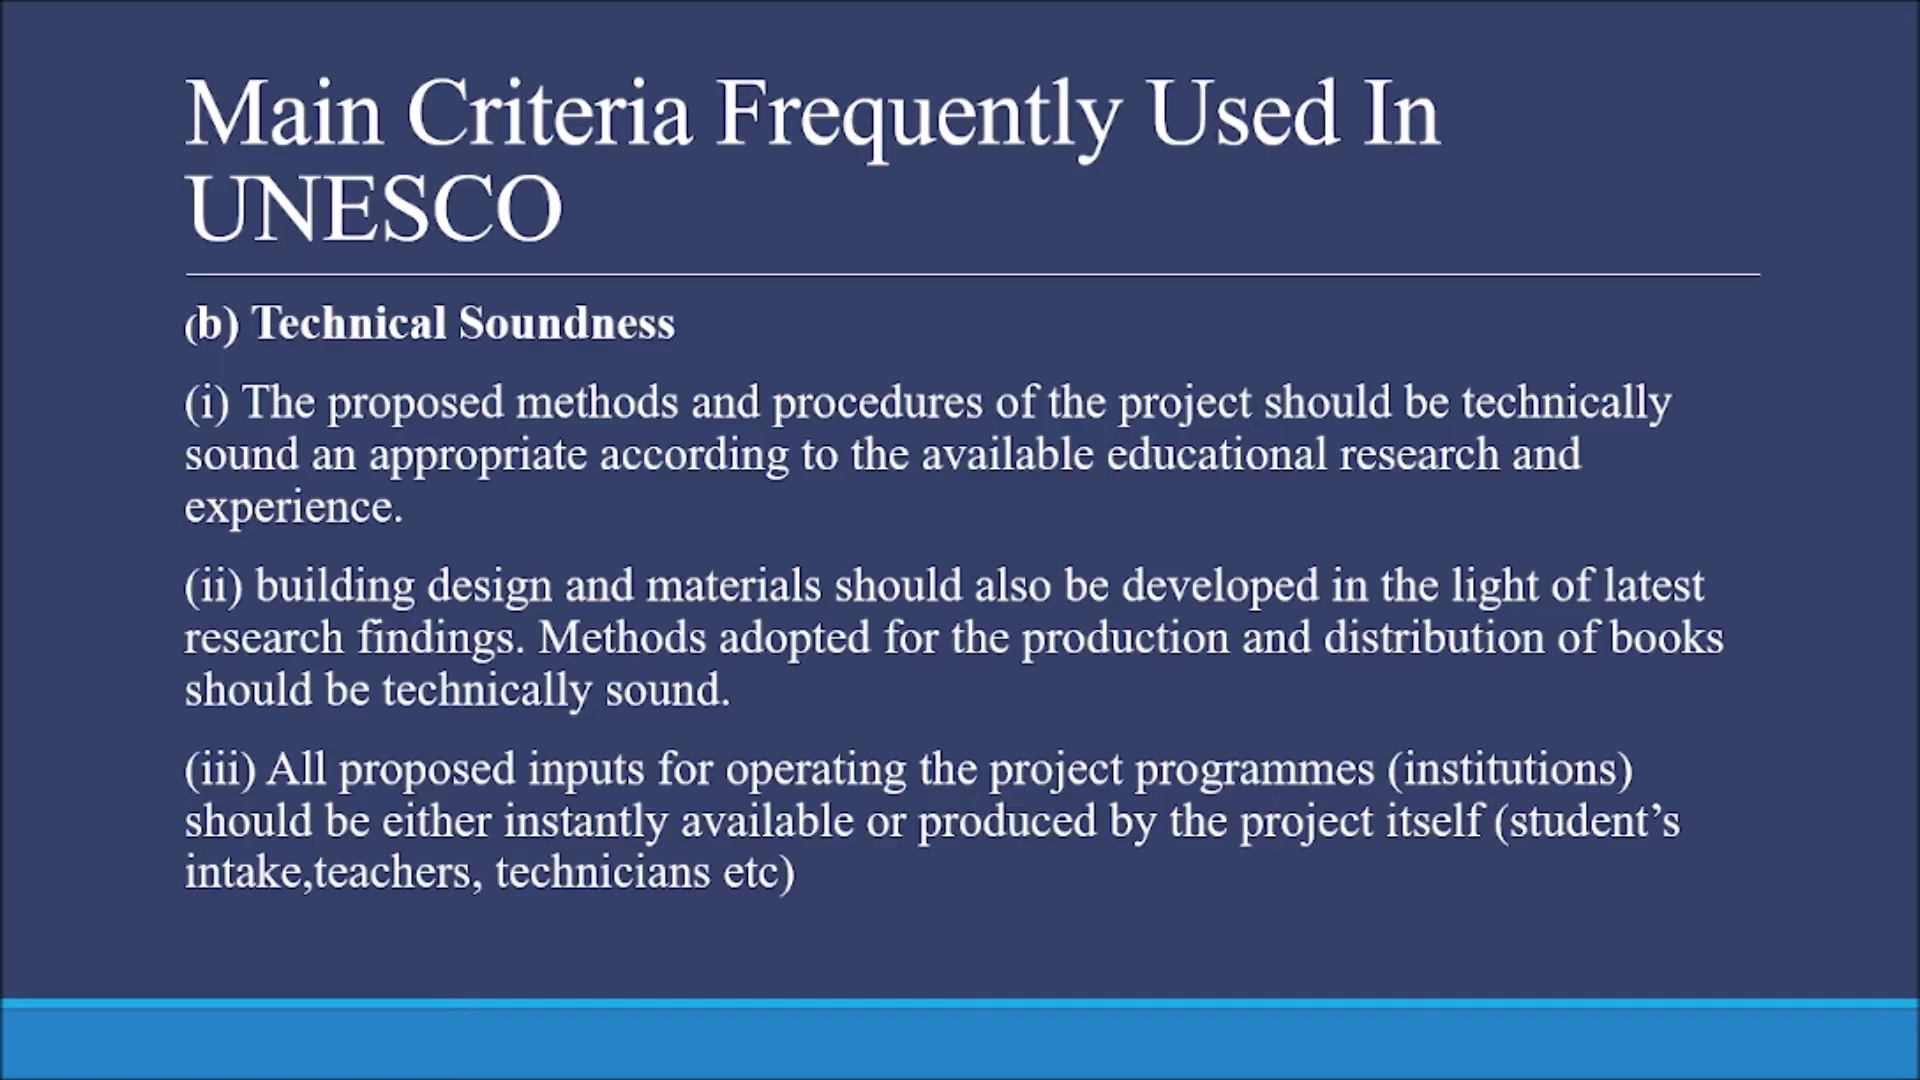 Main Criteria Frequently Used In
UNESCO
(b) Technical Soundness
(i) The proposed methods and procedures of the project should be technically
sound an appropriate according to the available educational research and
experience.
(ii) building design and materials should also be developed in the light of latest
research findings. Methods adopted for the production and distribution of books
should be technically sound.
(iii) All proposed inputs for operating the project programmes (institutions)
should be either instantly available or produced by the project itself (student’s
intake,teachers, technicians etc)